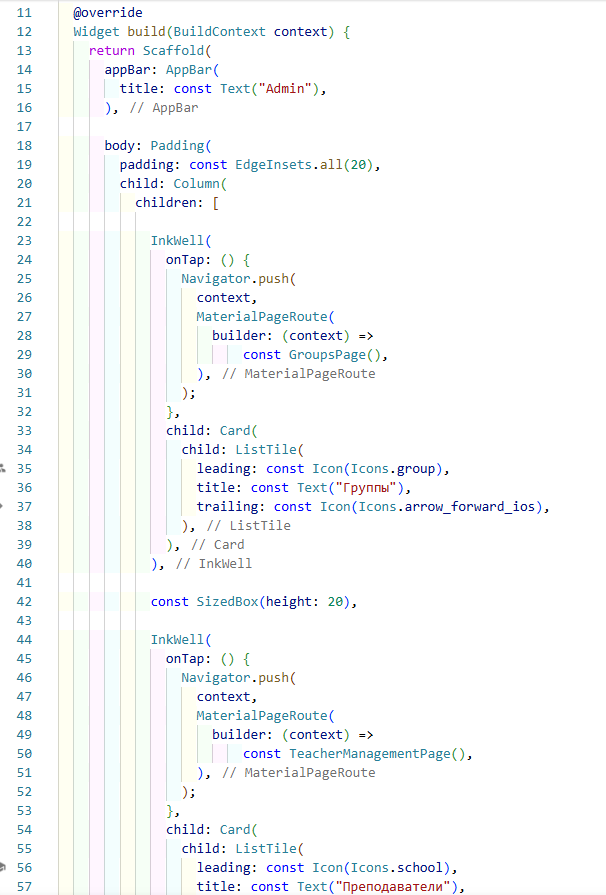 11 @override
12 Widget build(BuildContext context) {
13 return Scaffold(
14 appBar: AppBar(
15 title: const Text("Admin"),
16 ), // AppBar
17
18 body: Padding(
19 padding: const EdgeInsets.all(20),
20 child: Column(
21 children: [
22
23 InkWell(
24 onTap: () {
25 Navigator.push(
26 context,
27 MaterialPageRoute(
28 builder: (context) =>
29 const GroupsPage(),
30 ), // MaterialPageRoute
31 );
32 },
33 child: Card(
34 child: ListTile(
35 leading: const Icon(Icons.group),
36 title: const Text("Группы"),
37 trailing: const Icon(Icons.arrow_forward_ios),
38 ), // ListTile
39 ), // Card
40 ), // InkWell
41
42 const SizedBox(height: 20),
43
44 InkWell(
45 onTap: () {
46 Navigator.push(
47 context,
48 MaterialPageRoute(
49 builder: (context) =>
50 const TeacherManagementPage(),
51 ), // MaterialPageRoute
52 );
53 },
54 child: Card(
55 child: ListTile(
56 leading: const Icon(Icons.school),
57 title: const Text("Преподаватели"),